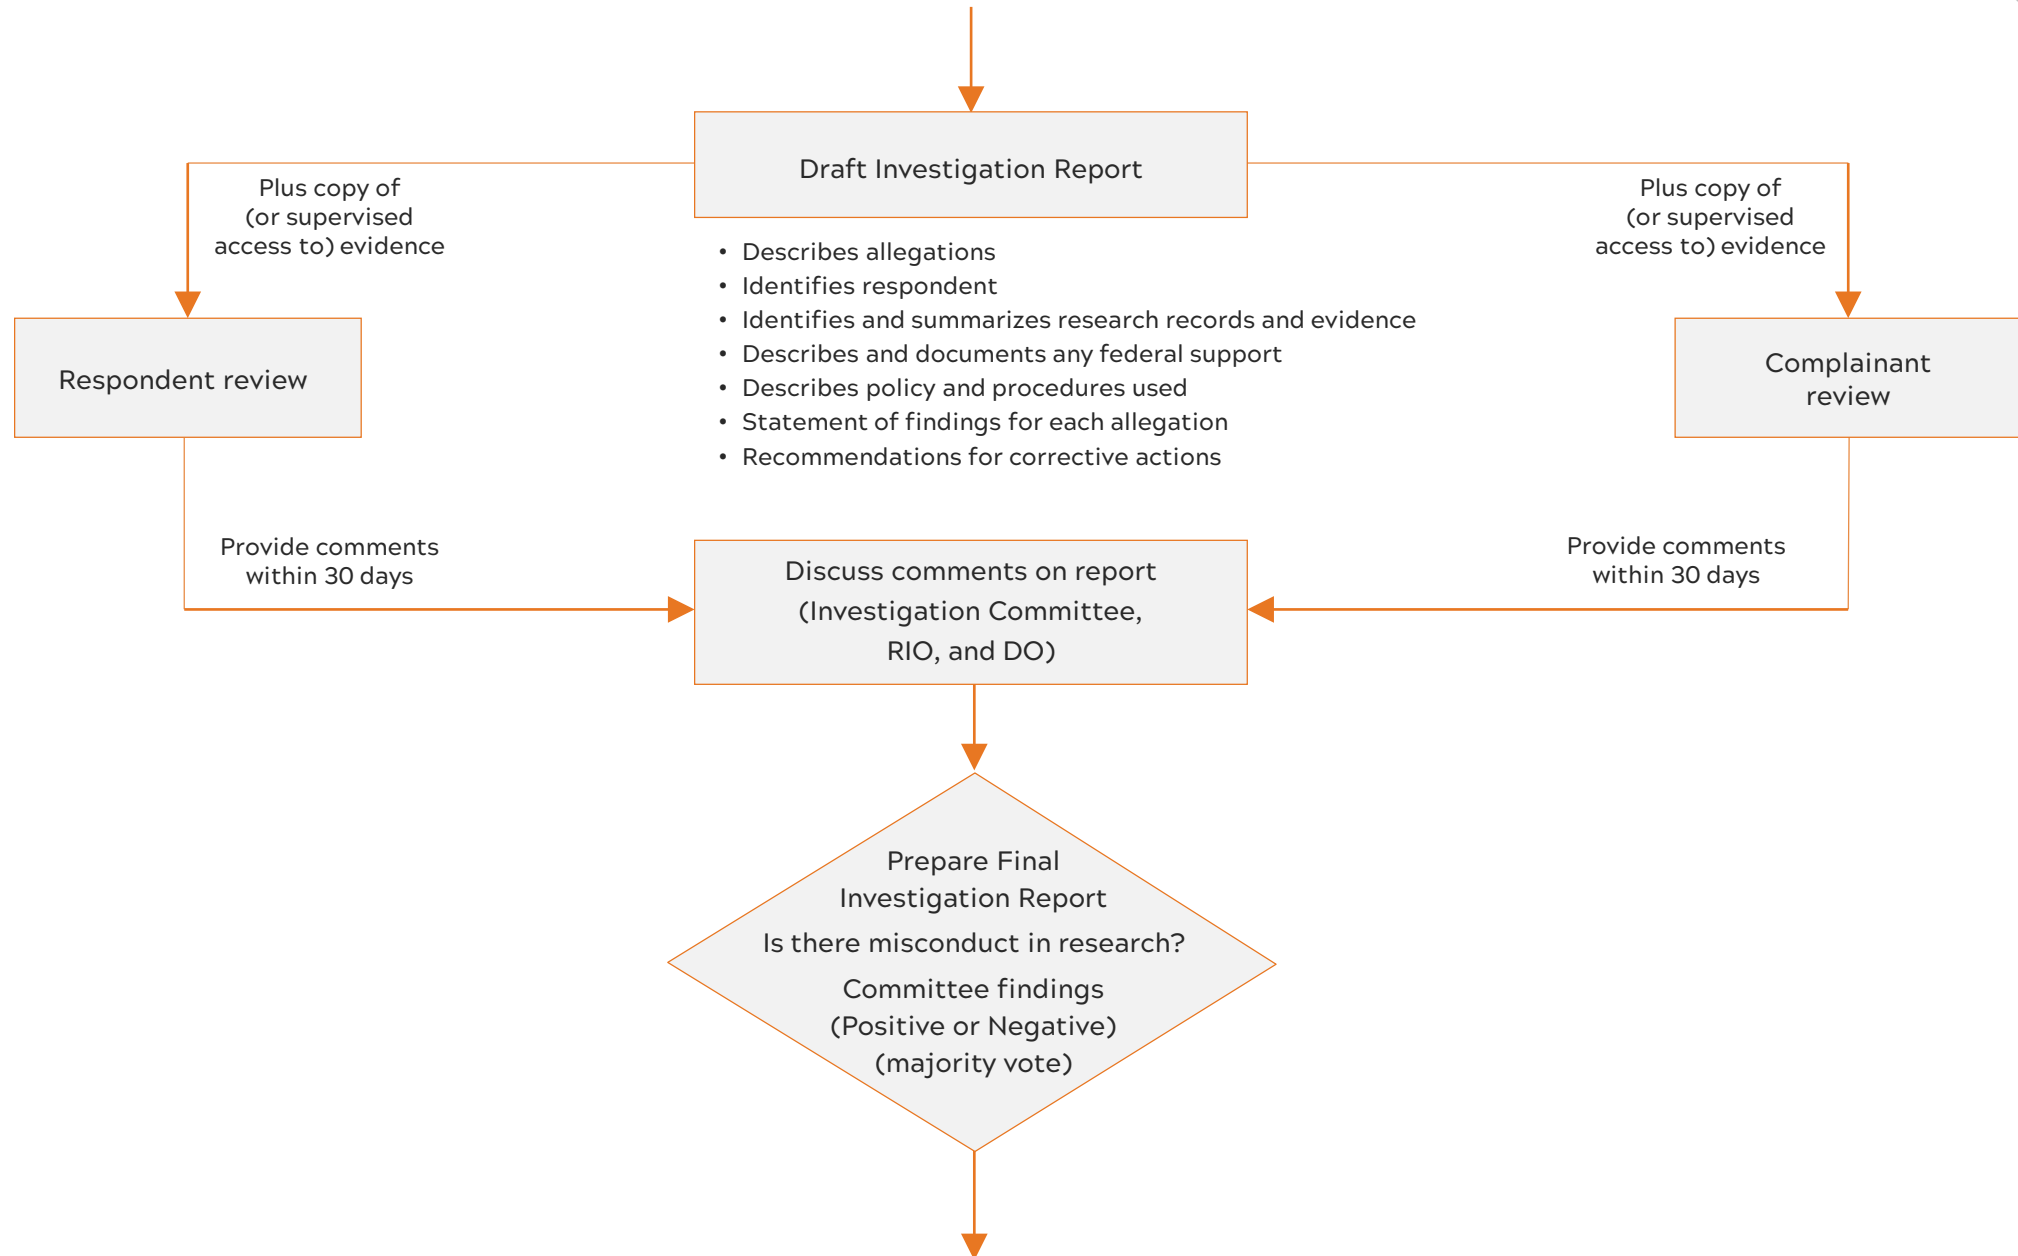 Draft Investigation Report
Plus copy of
(or supervised
access to) evidence
Plus copy of
(or supervised
access to) evidence
• Describes allegations
• Identifies respondent
• Identifies and summarizes research records and evidence
• Describes and documents any federal support
• Describes policy and procedures used
• Statement of findings for each allegation
• Recommendations for corrective actions
Respondent review
Complainant
review
Provide comments
within 30 days
Provide comments
within 30 days
Discuss comments on report
(Investigation Committee,
RIO, and DO)
Prepare Final
Investigation Report
Is there misconduct in research?
Committee findings
(Positive or Negative)
(majority vote)